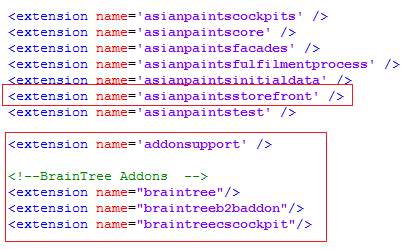 <extension name='asianpaintscockpits' />
<extension name='asianpaintscore' />
<extension name='asianpaintsfacades' />
<extension name='asianpaintsfulfilmentprocess' />
<extension name='asianpaintsinitialdata' />
<extension name='asianpaintsstorefront' />
<extension name='asianpaintstest' />
<extension name='addonsupport' />
<!--BrainTree Addons  -->
<extension name="braintree"/>
<extension name="braintreeb2baddon"/>
<extension name="braintreecscockpit"/>